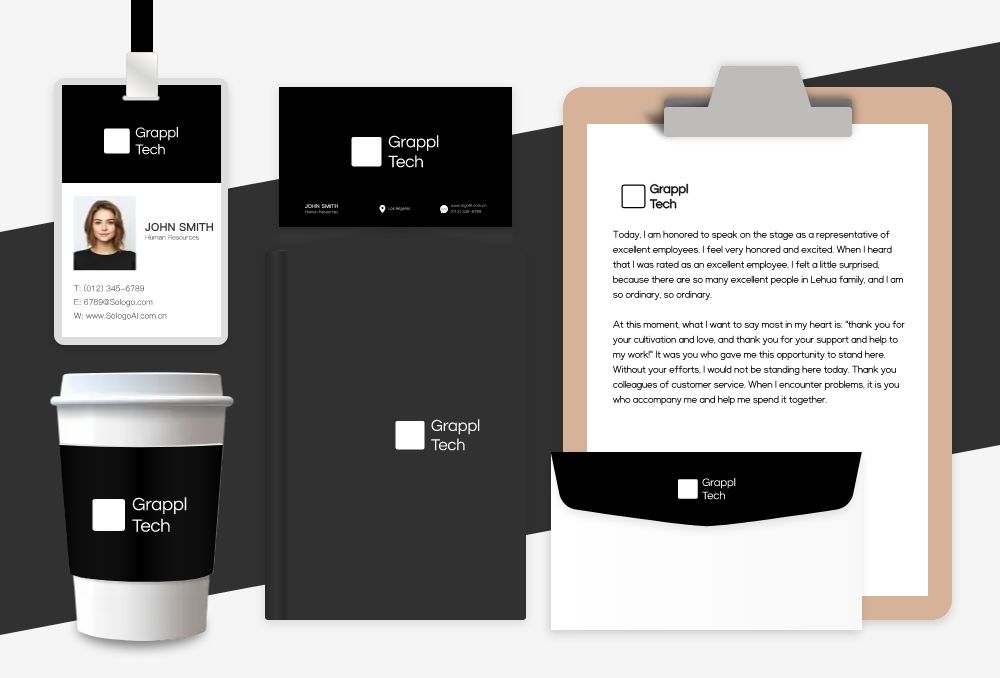 Grappl
Tech
JOHN SMITH
Human Resources
T: (012) 345-6789
E: 6789@Sologo.com
W: www.SologoAI.com.cn
Grappl
Tech
JOHN SMITH
Human Resources
Los Angeles
(012) 345-6789
Grappl
Tech
Grappl
Tech
Today, I am honored to speak on the stage as a representative of
excellent employees. I feel very honored and excited. When I heard
that I was rated as an excellent employee, I felt a little surprised,
because there are so many excellent people in Lehua family, and I am
so ordinary, so ordinary.
At this moment, what I want to say most in my heart is: "thank you for
your cultivation and love, and thank you for your support and help to
my work!" It was you who gave me this opportunity to stand here.
Without your efforts, I would not be standing here today. Thank you
colleagues of customer service. When I encounter problems, it is you
who accompany me and help me spend it together.
Grappl
Tech
Grappl
Tech